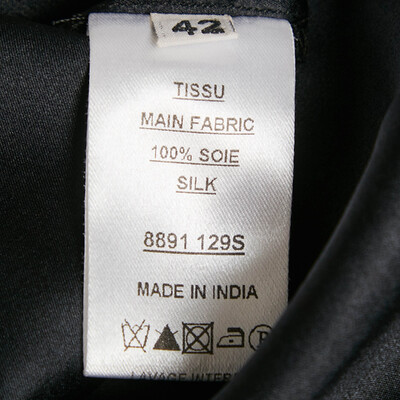 42
TISSU
MAIN FABRIC
100% SOIE
SILK
8891 129S
MADE IN INDIA
P